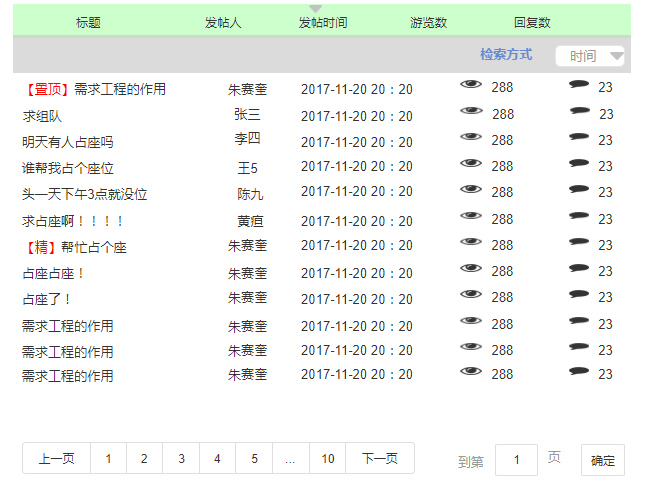 标题 发帖人 发帖时间 游览数 回复数
检索方式 时间
【置顶】需求工程的作用 朱赛奎 2017-11-20 20：20 288 23
求组队 张三 2017-11-20 20：20 288 23
明天有人占座吗 李四 2017-11-20 20：20 288 23
谁帮我占个座位 王5 2017-11-20 20：20 288 23
头一天下午3点就没位 陈九 2017-11-20 20：20 288 23
求占座啊！！！！ 黄疸 2017-11-20 20：20 288 23
【精】帮忙占个座 朱赛奎 2017-11-20 20：20 288 23
占座占座！ 朱赛奎 2017-11-20 20：20 288 23
占座了！ 朱赛奎 2017-11-20 20：20 288 23
需求工程的作用 朱赛奎 2017-11-20 20：20 288 23
需求工程的作用 朱赛奎 2017-11-20 20：20 288 23
需求工程的作用 朱赛奎 2017-11-20 20：20 288 23
上一页 1 2 3 4 5 ... 10 下一页 到第 1 页 确定